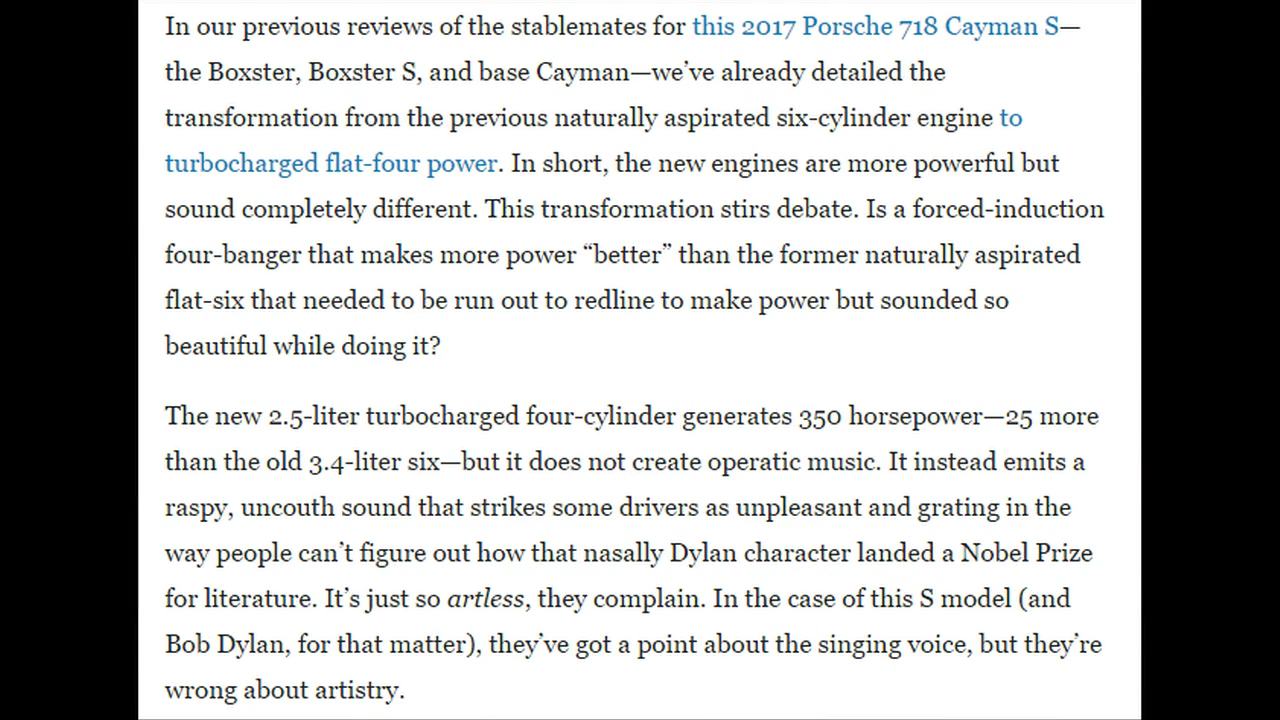 In our previous reviews of the stablemates for this 2017 Porsche 718 Cayman S—
the Boxster, Boxster S, and base Cayman—we’ve already detailed the
transformation from the previous naturally aspirated six-cylinder engine to
turbocharged flat-four power. In short, the new engines are more powerful but
sound completely different. This transformation stirs debate. Is a forced-induction
four-banger that makes more power “better” than the former naturally aspirated
flat-six that needed to be run out to redline to make power but sounded so
beautiful while doing it?
The new 2.5-liter turbocharged four-cylinder generates 350 horsepower—25 more
than the old 3.4-liter six—but it does not create operatic music. It instead emits a
raspy, uncouth sound that strikes some drivers as unpleasant and grating in the
way people can’t figure out how that nasally Dylan character landed a Nobel Prize
for literature. It’s just so artless, they complain. In the case of this S model (and
Bob Dylan, for that matter), they’ve got a point about the singing voice, but they’re
wrong about artistry.